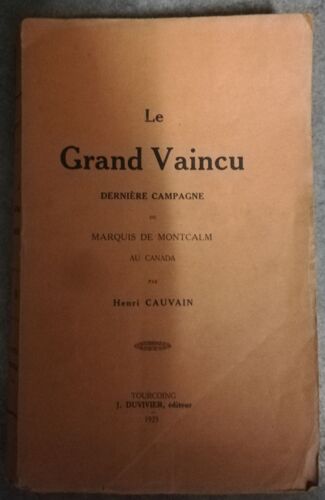 Le
Grand Vaincu
DERNIÈRE CAMPAGNE
DU
MARQUIS DE MONTCALM
AU CANADA
PAR
Henri CAUVAIN
TOURCOING
J. DUVIVIER, éditeur
1925